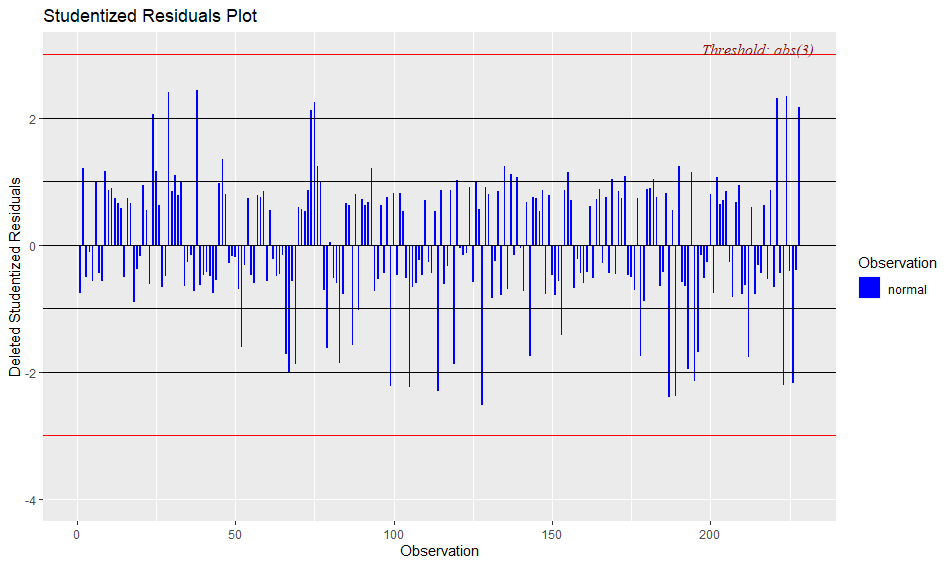 Studentized Residuals Plot
Threshold: abs(3)
Deleted Studentized Residuals
2
0
-2
-4
0
50
100
150
200
Observation
Observation
normal